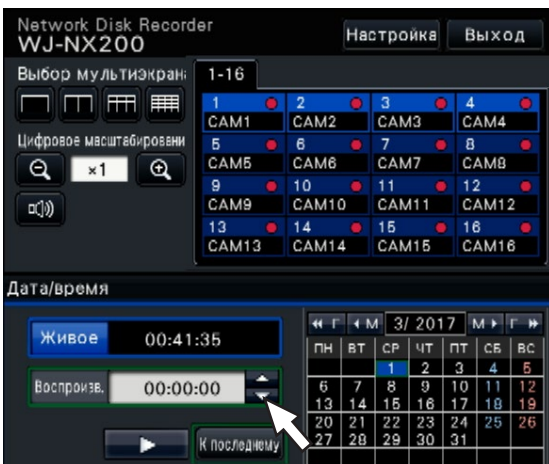 Network Disk Recorder
WJ-NX200
Настройка
Выход
Выбор мультиэкран
1-16
1 2 3 4
CAM1 CAM2 CAM3 CAM4
5 6 7 8
CAM5 CAM6 CAM7 CAM8
9 10 11 12
CAM9 CAM10 CAM11 CAM12
13 14 15 16
CAM13 CAM14 CAM15 CAM16
Цифровое масштабировани
×1
Дата/время
Живое 00:41:35
Воспроизв. 00:00:00
К последнему
Г М 3/ 2017 М Г
ПН ВТ СР ЧТ ПТ СБ ВС
1 2 3 4 5
6 7 8 9 10 11 12
13 14 15 16 17 18 19
20 21 22 23 24 25 26
27 28 29 30 31